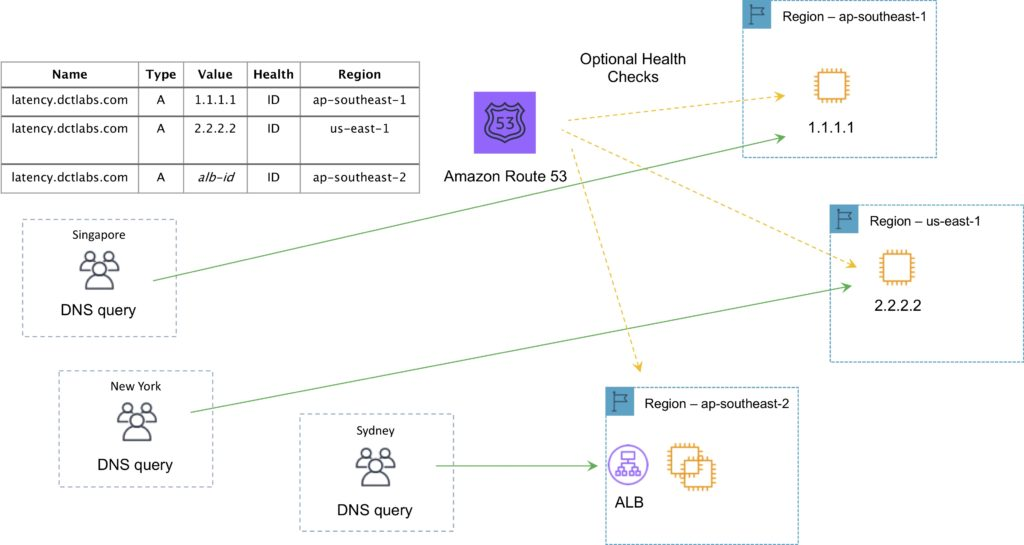 Region – ap-southeast-1
Optional Health
Checks
Name Type Value Health Region
latency.dctlabs.com A 1.1.1.1 ID ap-southeast-1
latency.dctlabs.com A 2.2.2.2 ID us-east-1
latency.dctlabs.com A alb-id ID ap-southeast-2
53
1.1.1.1
Amazon Route 53
Region – us-east-1
Singapore
DNS query
2.2.2.2
New York
DNS query
Region – ap-southeast-2
Sydney
DNS query
ALB